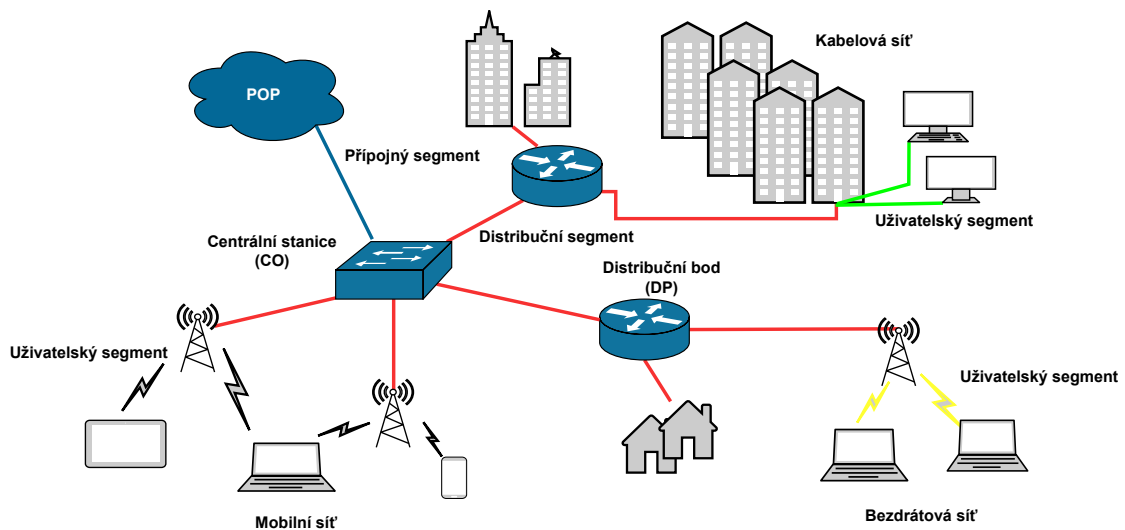 Kabelová síť
POP
Přípojný segment
Uživatelský segment
Centrální stanice
(CO)
Distribuční segment
Distribuční bod
(DP)
Uživatelský segment
Uživatelský segment
Mobilní síť
Bezdrátová síť